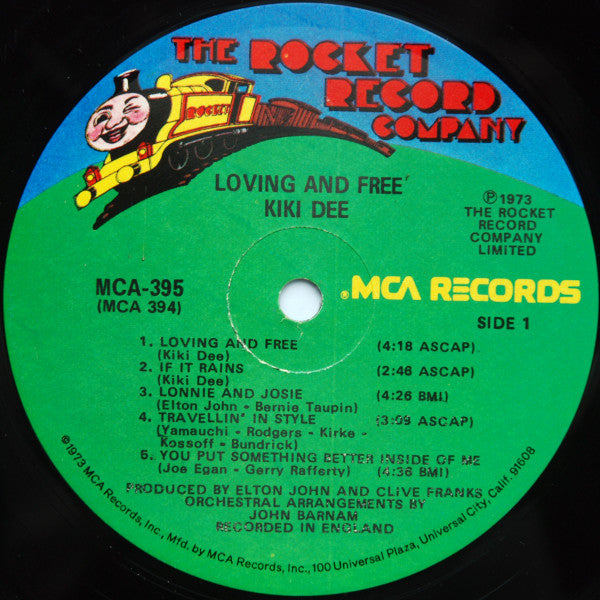 THE ROCKET
RECORD
COMPANY
ROCKET
LOVING AND FREE
KIKI DEE
℗ 1973
THE ROCKET
RECORD
COMPANY
LIMITED
MCA-395
(MCA 394)
®MCA RECORDS
SIDE 1
1. LOVING AND FREE (4:18 ASCAP)
(Kiki Dee)
2. IF IT RAINS (2:46 ASCAP)
(Kiki Dee)
3. LONNIE AND JOSIE (4:26 BMI)
(Elton John - Bernie Taupin)
4. TRAVELLIN' IN STYLE (3:09 ASCAP)
(Yamauchi - Rodgers - Kirke -
Kossoff - Bundrick)
5. YOU PUT SOMETHING BETTER INSIDE OF ME
(Joe Egan - Gerry Rafferty) (4:36 BMI)
PRODUCED BY ELTON JOHN AND CLIVE FRANKS
ORCHESTRAL ARRANGEMENTS BY
JOHN BARNAM
RECORDED IN ENGLAND
©1973 MCA Records, Inc., Mfd. by MCA Records, Inc., 100 Universal Plaza, Universal City, Calif. 91608